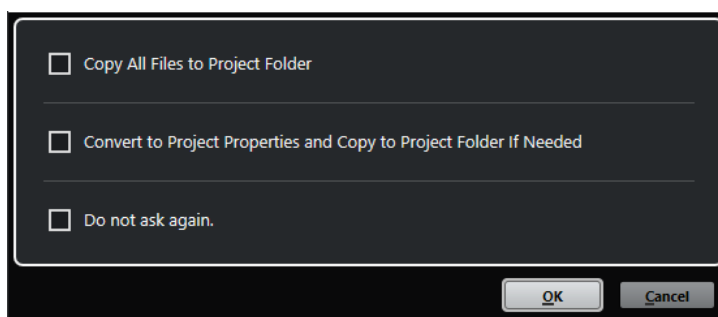 Copy All Files to Project Folder
Convert to Project Properties and Copy to Project Folder If Needed
Do not ask again.
OK
Cancel